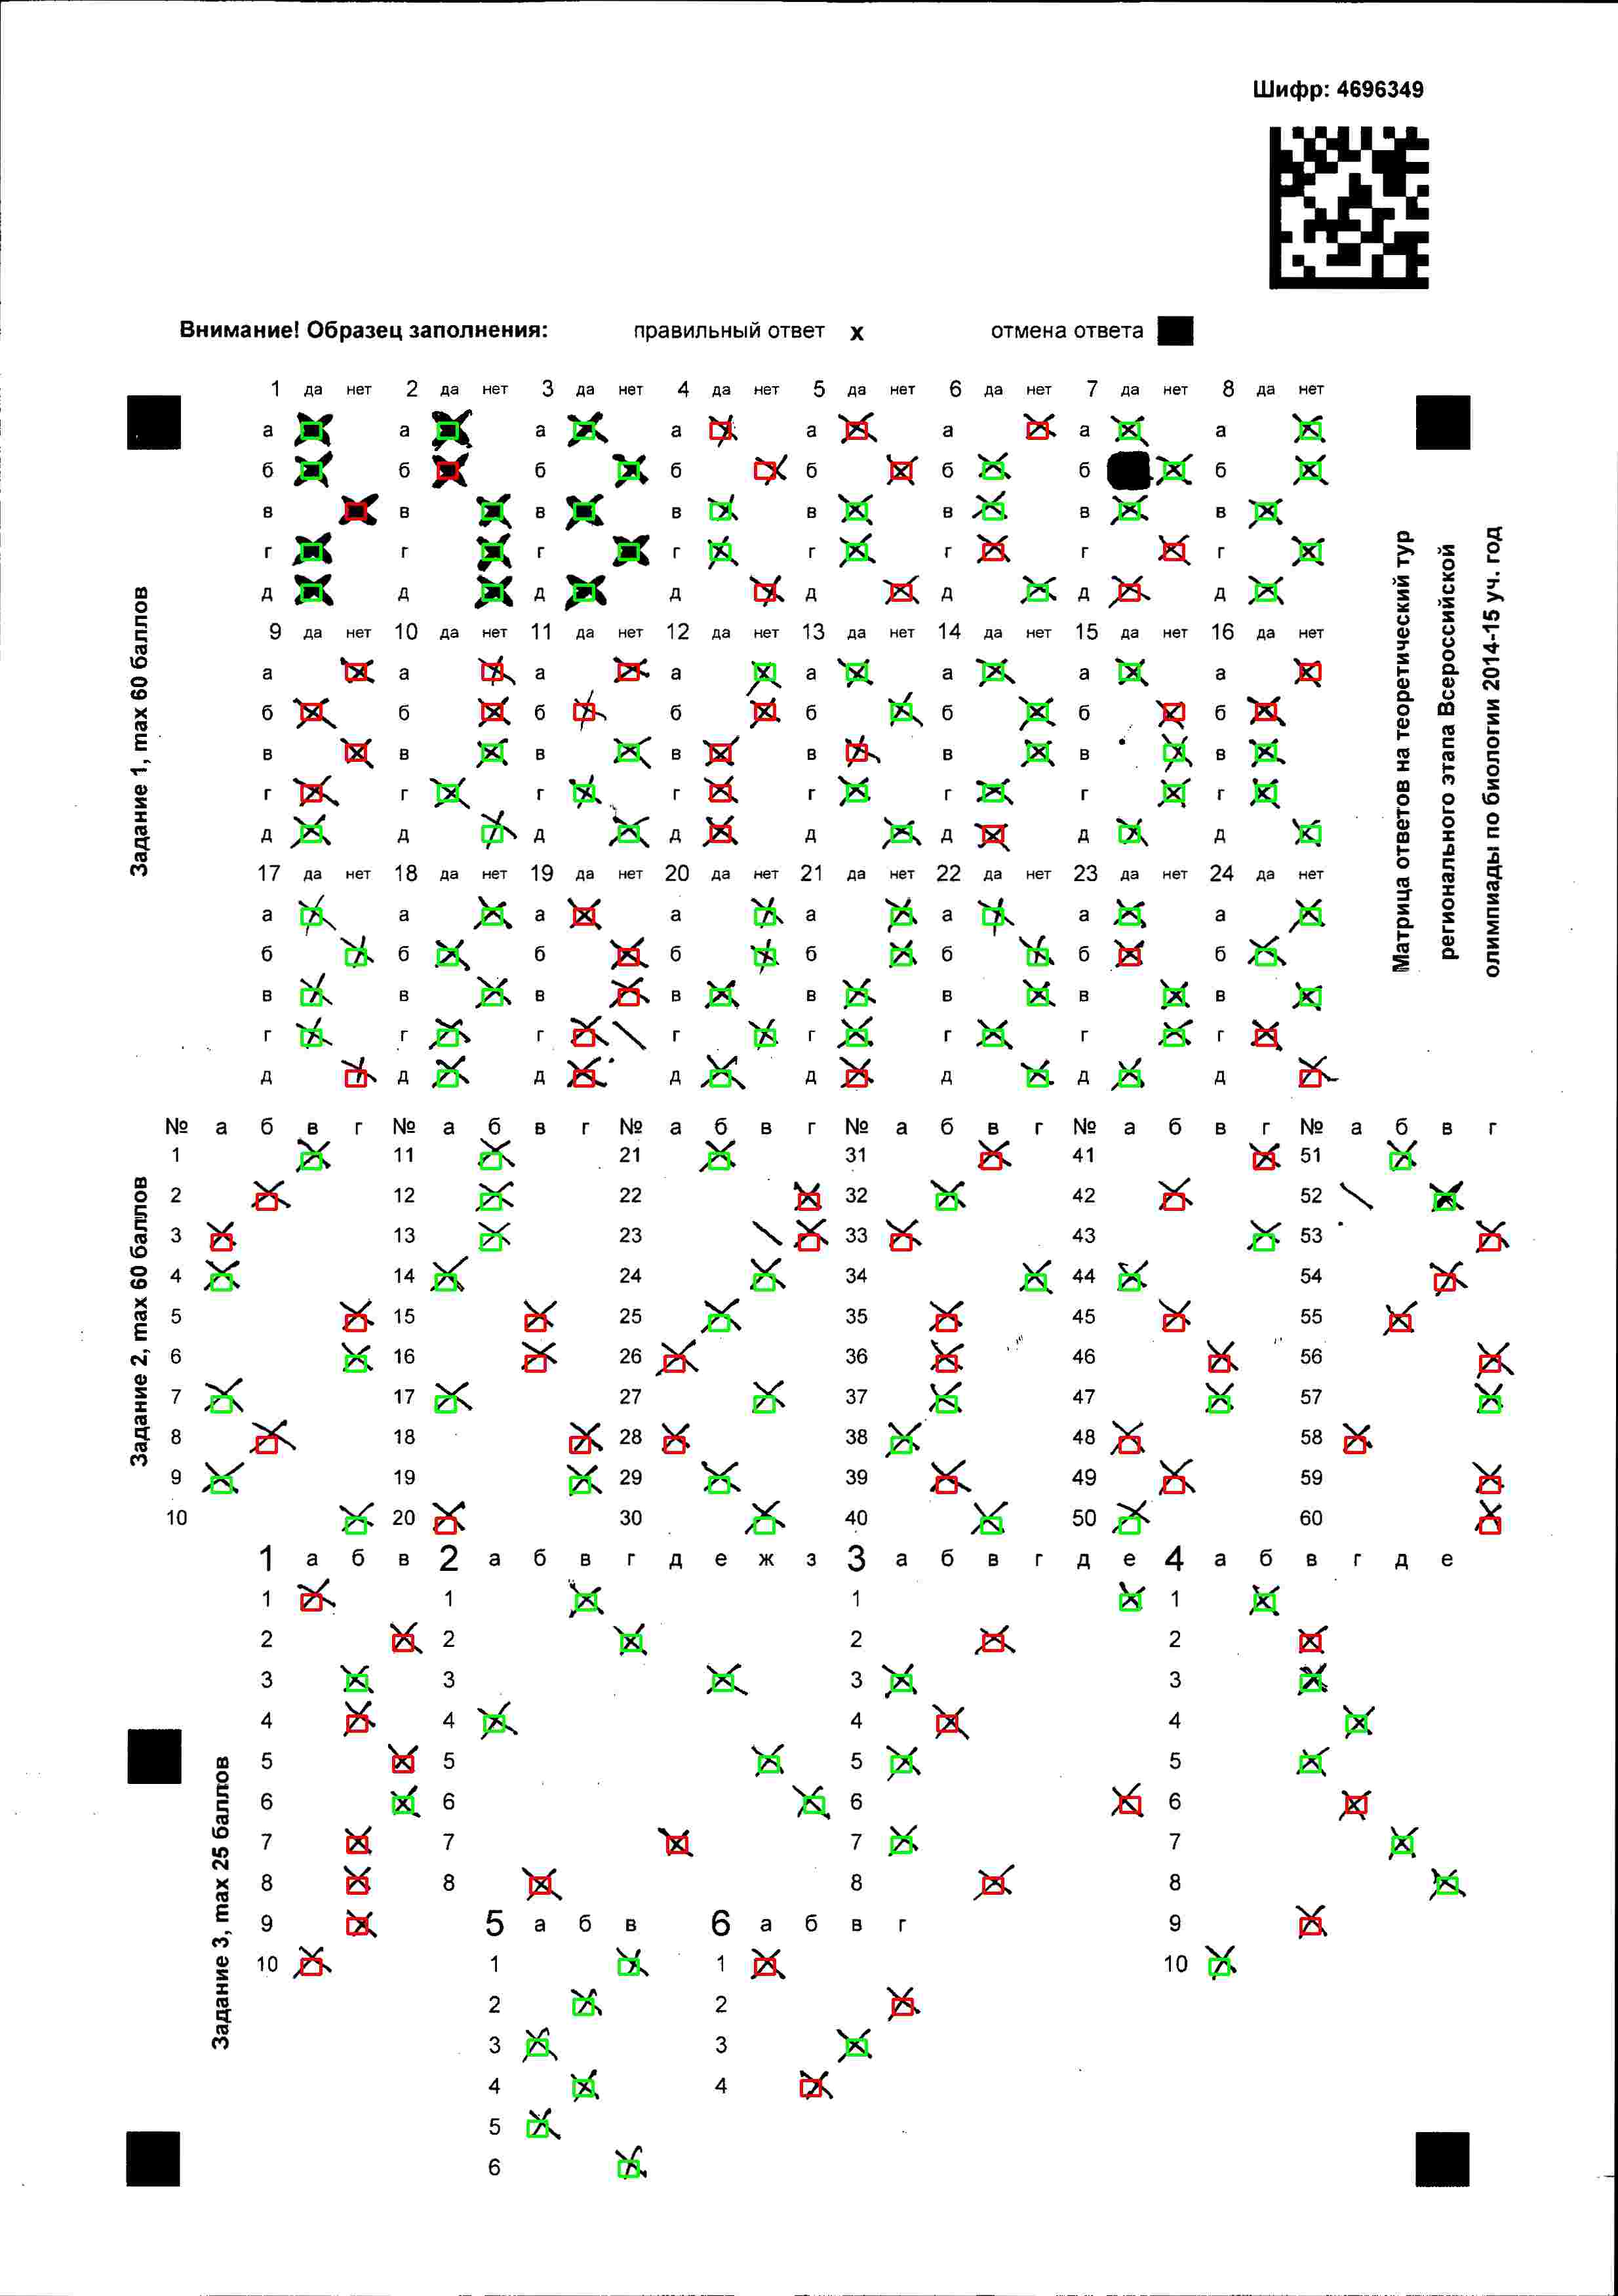 Шифр: 4696349
Внимание! Образец заполнения: правильный ответ x отмена ответа
1 да нет 2 да нет 3 да нет 4 да нет 5 да нет 6 да нет 7 да нет 8 да нет
а а а а а а а а
б б б б б б б б
в в в в в в в в
г г г г г г г г
д д д д д д д д
9 да нет 10 да нет 11 да нет 12 да нет 13 да нет 14 да нет 15 да нет 16 да нет
а а а а а а а а
б б б б б б б б
в в в в в в в в
г г г г г г г г
д д д д д д д д
17 да нет 18 да нет 19 да нет 20 да нет 21 да нет 22 да нет 23 да нет 24 да нет
а а а а а а а а
б б б б б б б б
в в в в в в в в
г г г г г г г г
д д д д д д д д
Задание 1, max 60 баллов
Матрица ответов на теоретический тур
регионального этапа Всероссийской
олимпиады по биологии 2014-15 уч. год
№ а б в г № а б в г № а б в г № а б в г № а б в г № а б в г
1 11 21 31 41 51
2 12 22 32 42 52
3 13 23 33 43 53
4 14 24 34 44 54
5 15 25 35 45 55
6 16 26 36 46 56
7 17 27 37 47 57
8 18 28 38 48 58
9 19 29 39 49 59
10 20 30 40 50 60
Задание 2, max 60 баллов
1 а б в 2 а б в г д е ж з 3 а б в г д е 4 а б в г д е
1 1 1 1
2 2 2 2
3 3 3 3
4 4 4 4
5 5 5 5
6 6 6 6
7 7 7 7
8 8 8 8
9 5 а б в 6 а б в г 9
10 1 1 10
2 2
3 3
4 4
5
6
Задание 3, max 25 баллов